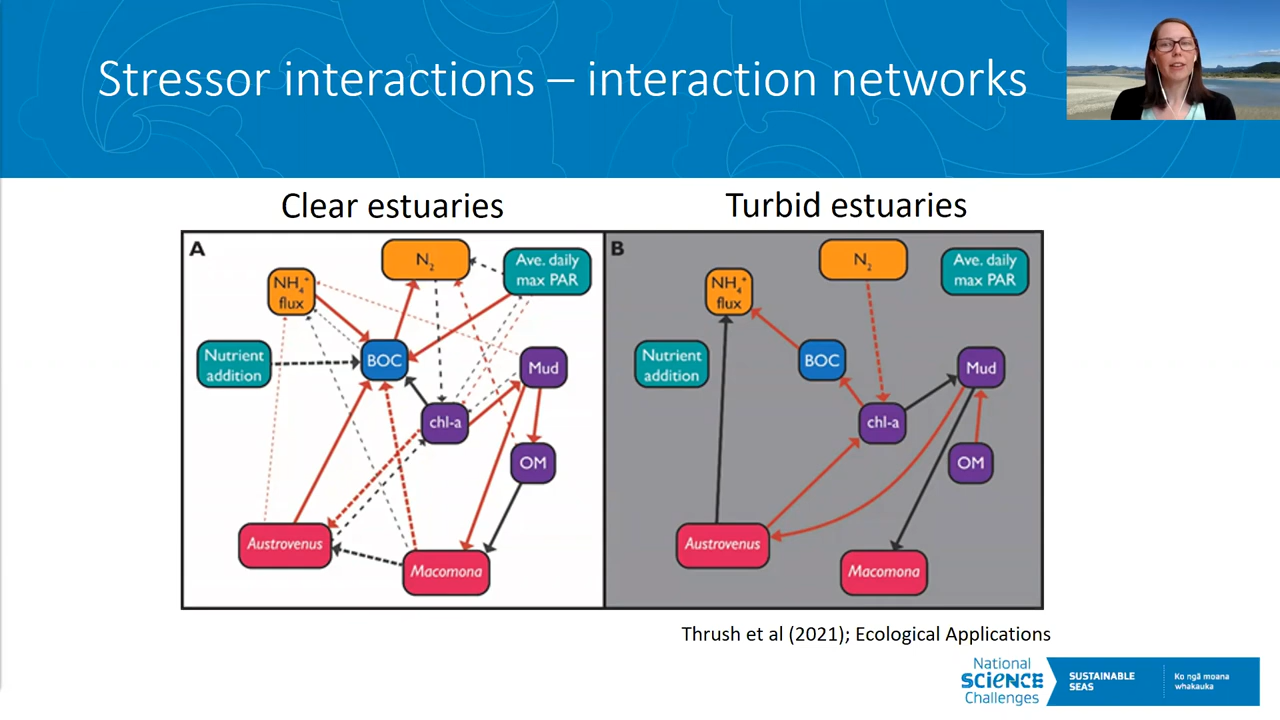 Stressor interactions – interaction networks
Clear estuaries
Turbid estuaries
A
N₂
Ave. daily
max PAR
NH₄⁺
flux
Nutrient
addition
BOC
Mud
chl-a
OM
Austrovenus
Macomona
B
N₂
Ave. daily
max PAR
NH₄⁺
flux
Nutrient
addition
BOC
Mud
chl-a
OM
Austrovenus
Macomona
Thrush et al (2021); Ecological Applications
National
SCIENCE
Challenges
SUSTAINABLE
SEAS
Ko ngā moana
whakauka